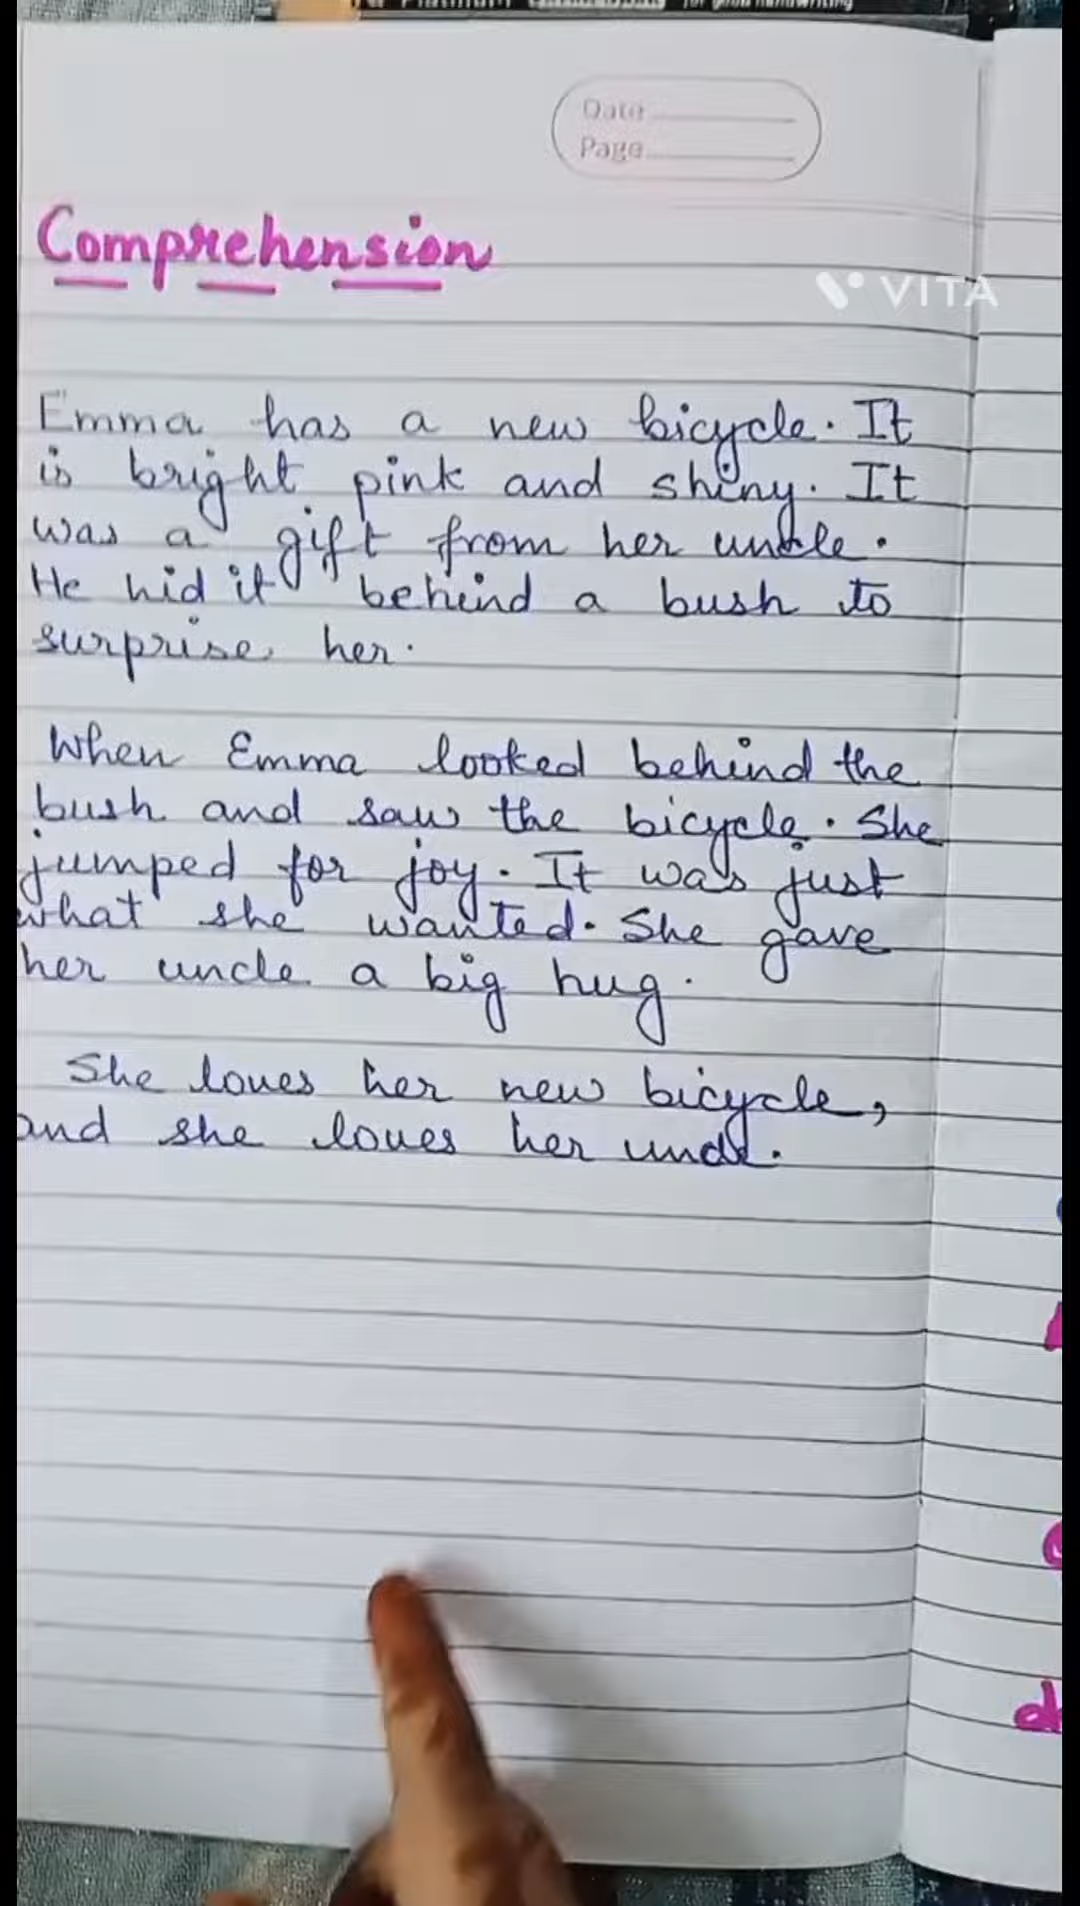 for good handwriting
Date
Page
Comprehension
VITA
Emma has a new bicycle. It
is bright pink and shiny. It
was a gift from her uncle.
He hid it behind a bush to
surprise her.
When Emma looked behind the
bush and saw the bicycle. She
jumped for joy. It was just
what she wanted. She gave
her uncle a big hug.
She loves her new bicycle,
and she loves her uncle.